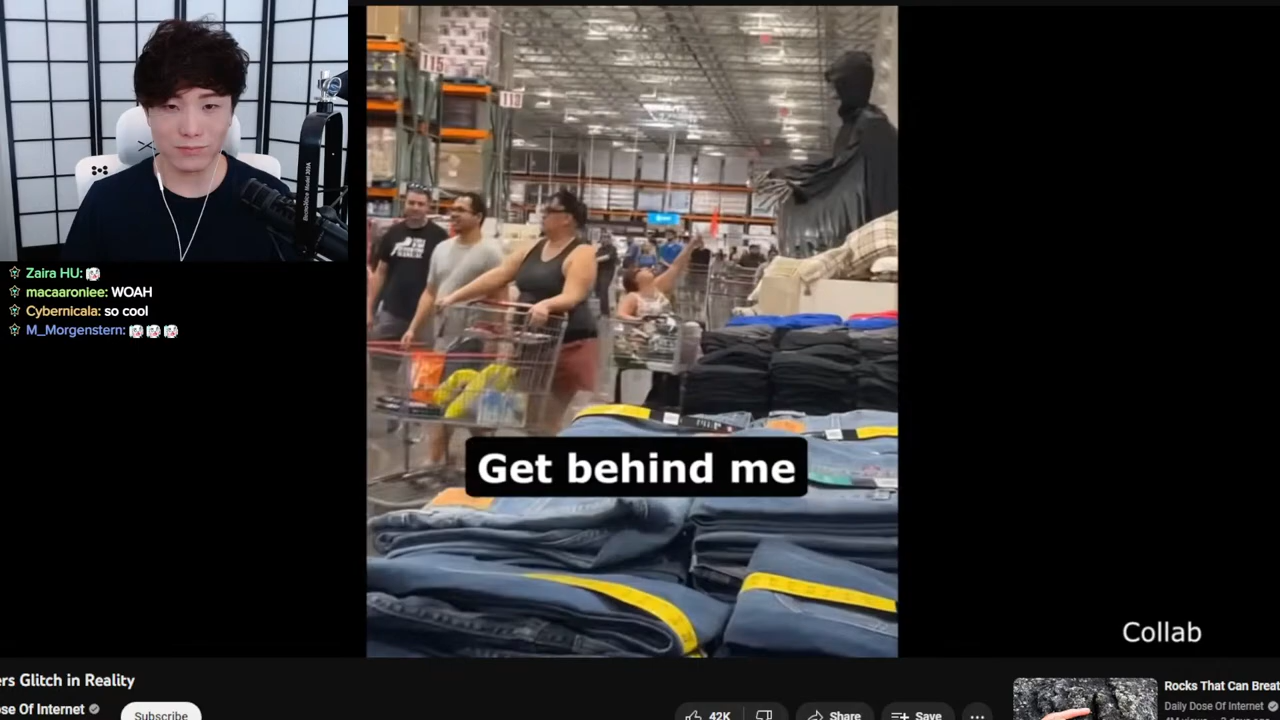 115
Zaira HU:
macaaroniee: WOAH
Cybernicala: so cool
M_Morgenstern:
Get behind me
Collab
ers Glitch in Reality
ose Of Internet
Subscribe
42K
Share
Save
Rocks That Can Breat
Daily Dose Of Internet